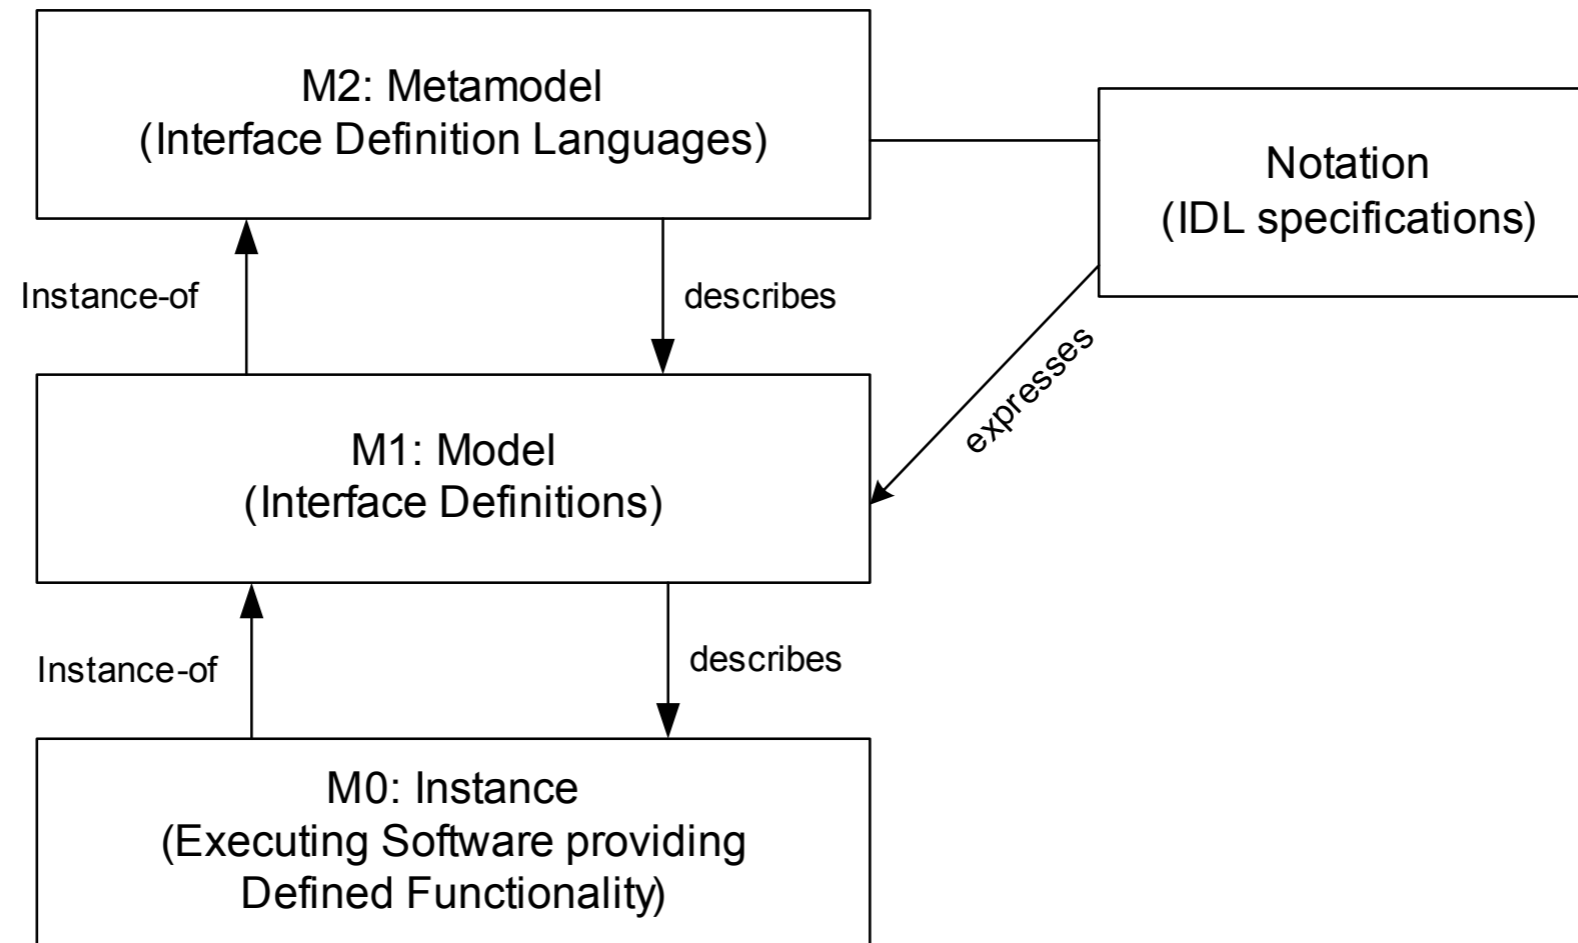 M2: Metamodel
(Interface Definition Languages)
Notation
(IDL specifications)
Instance-of
describes
expresses
M1: Model
(Interface Definitions)
Instance-of
describes
M0: Instance
(Executing Software providing
Defined Functionality)